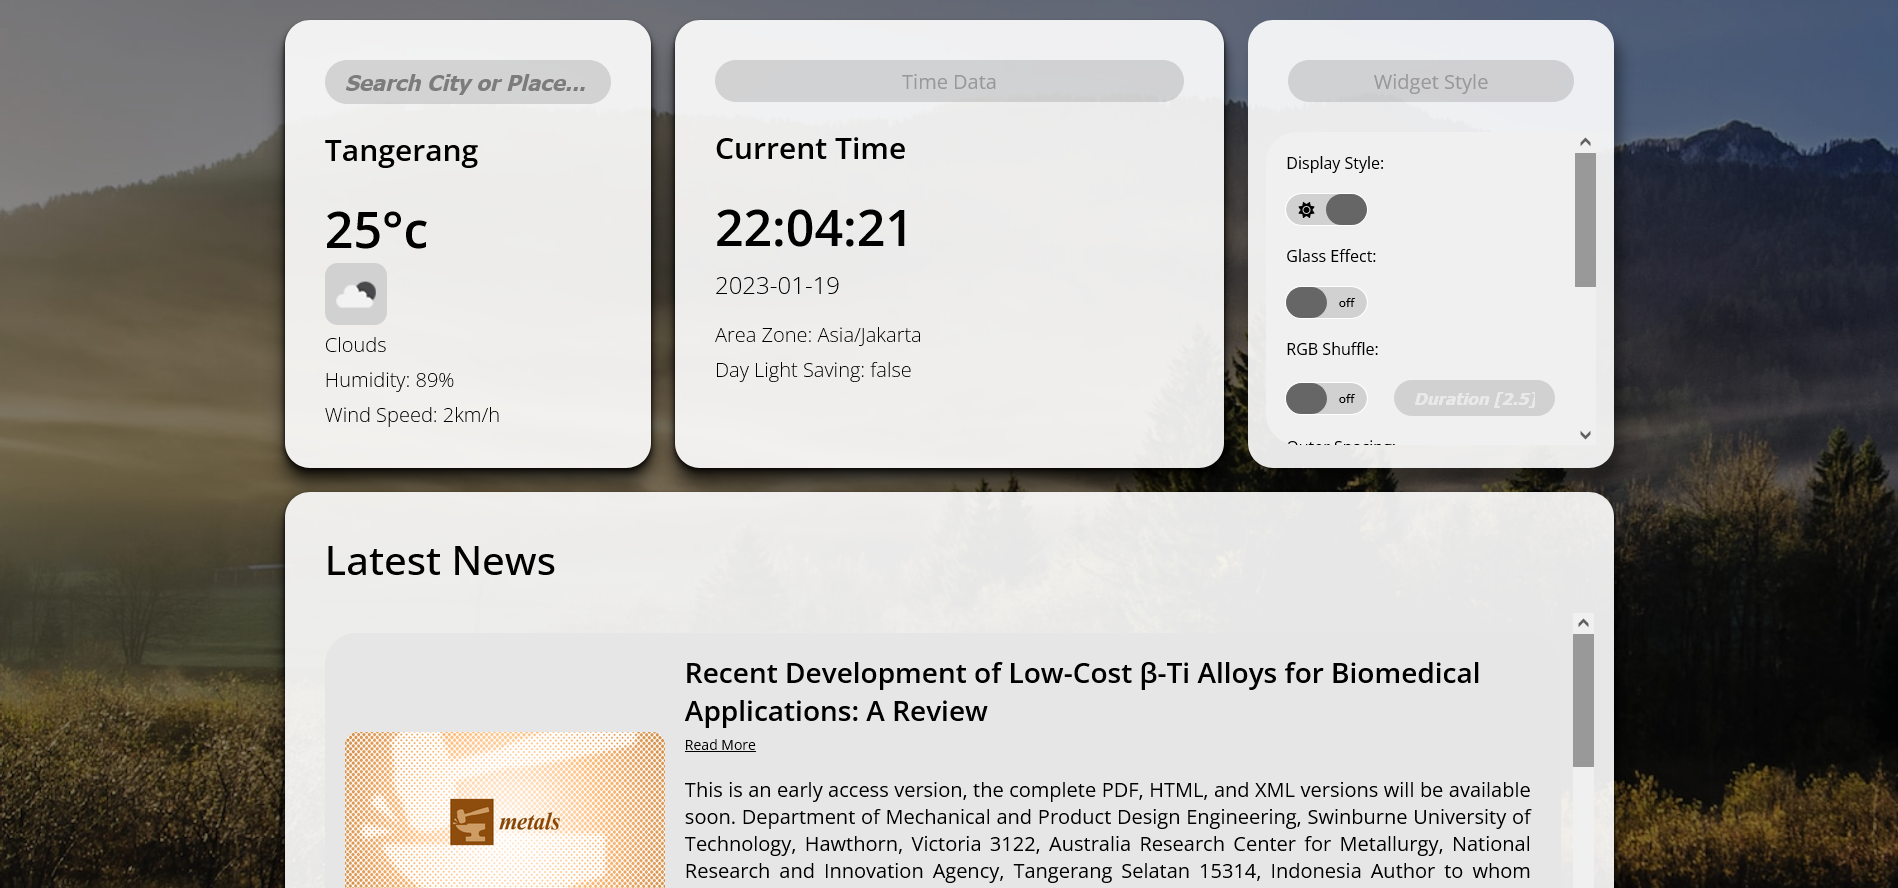 Search City or Place...
Tangerang
25°c
Clouds
Humidity: 89%
Wind Speed: 2km/h
Time Data
Current Time
22:04:21
2023-01-19
Area Zone: Asia/Jakarta
Day Light Saving: false
Widget Style
Display Style:
Glass Effect:
off
RGB Shuffle:
off
Duration [2.5]
Outer Spacing:
Latest News
metals
Recent Development of Low-Cost β-Ti Alloys for Biomedical
Applications: A Review
Read More
This is an early access version, the complete PDF, HTML, and XML versions will be available
soon. Department of Mechanical and Product Design Engineering, Swinburne University of
Technology, Hawthorn, Victoria 3122, Australia Research Center for Metallurgy, National
Research and Innovation Agency, Tangerang Selatan 15314, Indonesia Author to whom